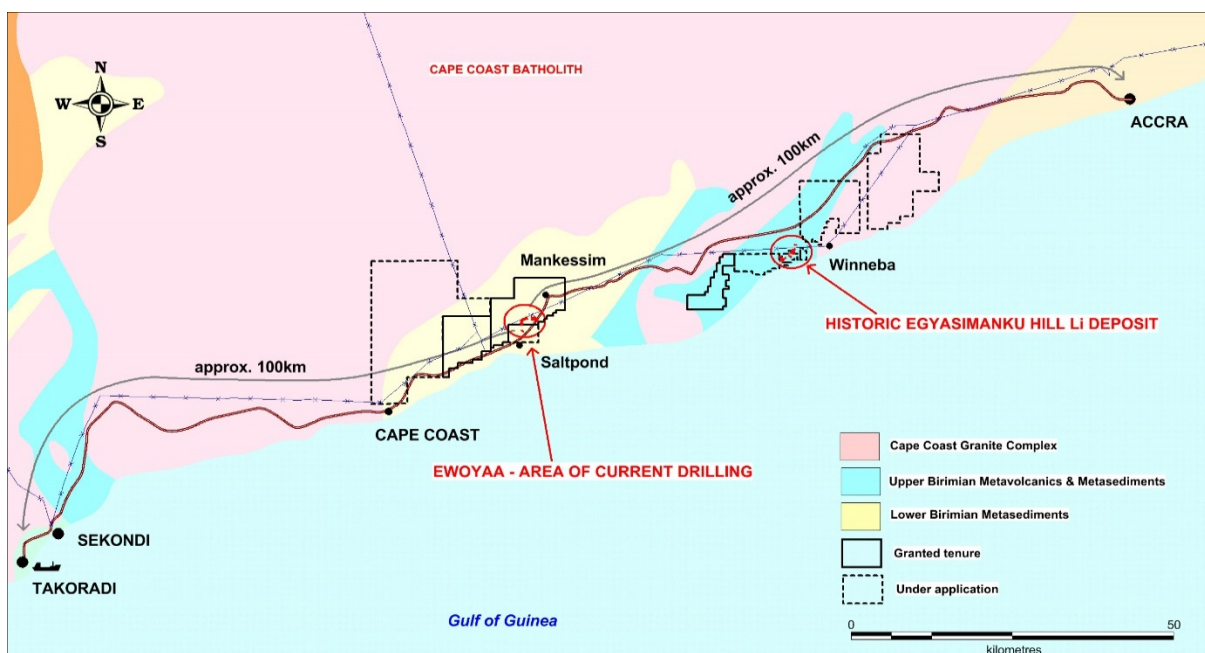 CAPE COAST BATHOLITH
N
W E
S
ACCRA
approx. 100km
Mankessim
Winneba
HISTORIC EGYASIMANKU HILL Li DEPOSIT
Saltpond
approx. 100km
CAPE COAST
EWOYAA - AREA OF CURRENT DRILLING
SEKONDI
TAKORADI
Gulf of Guinea
Cape Coast Granite Complex
Upper Birimian Metavolcanics & Metasediments
Lower Birimian Metasediments
Granted tenure
Under application
0 50
kilometres